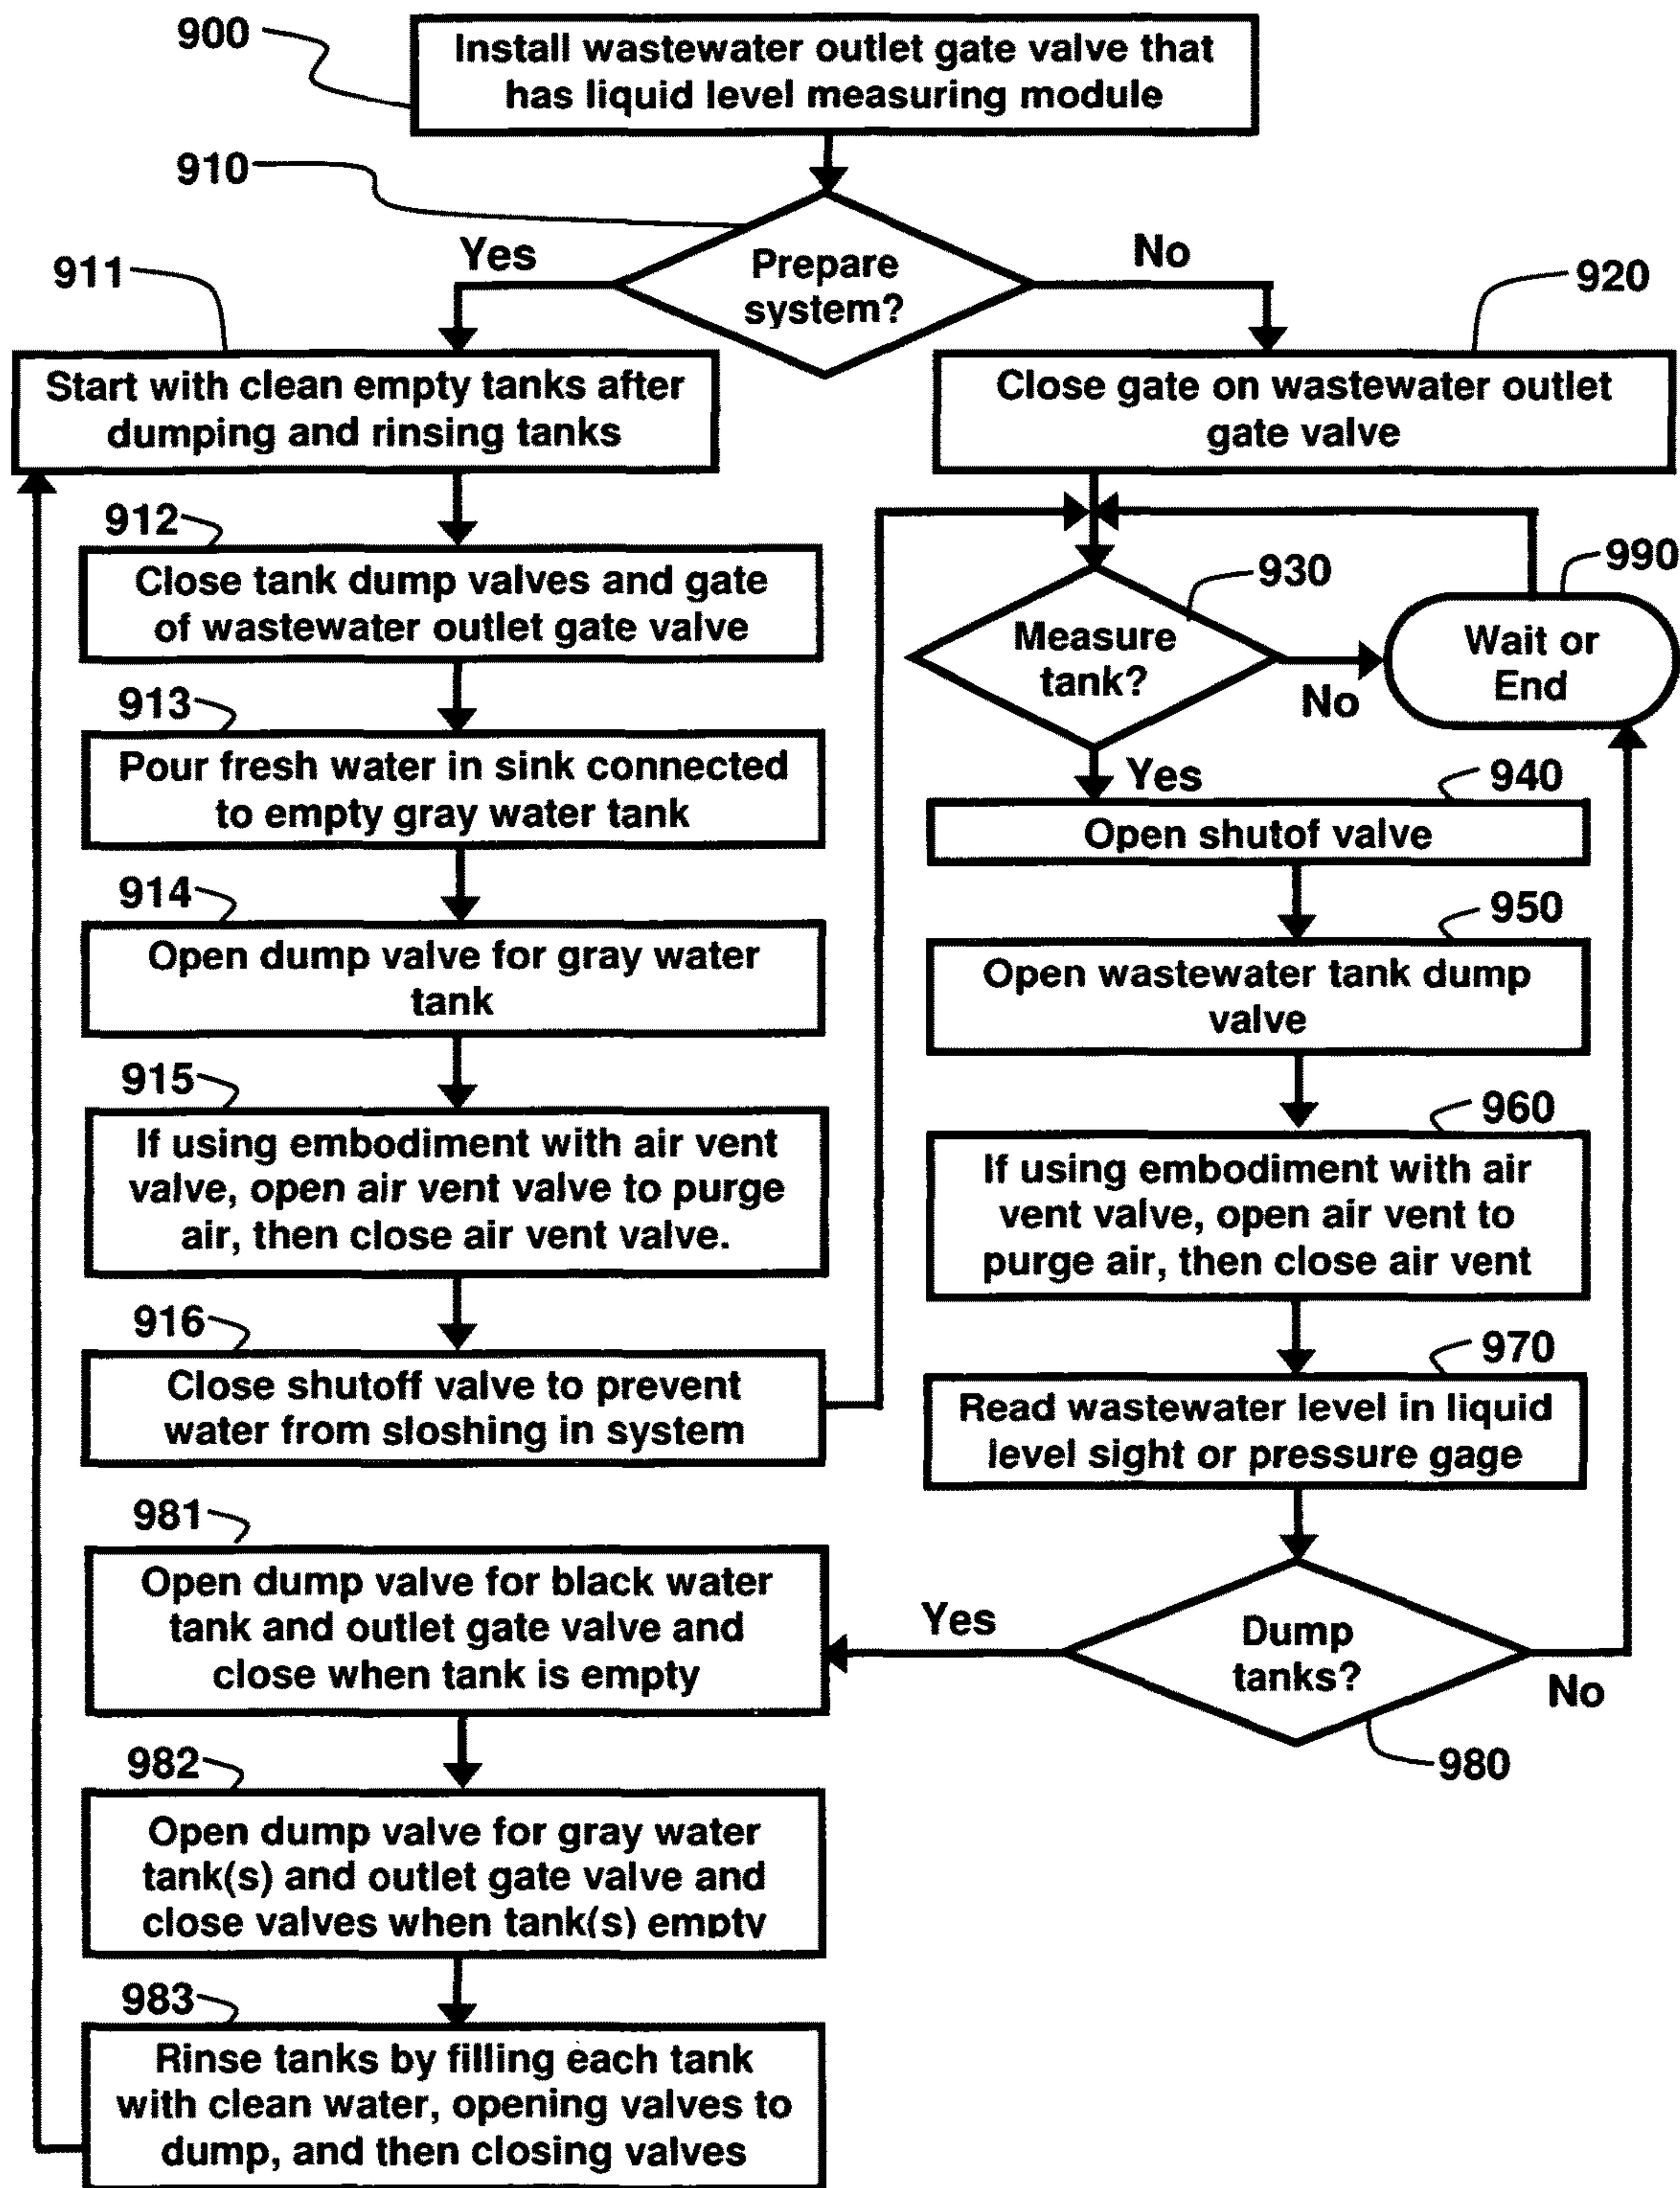 900
Install wastewater outlet gate valve that
has liquid level measuring module
910
Prepare
system?
Yes
No
911
Start with clean empty tanks after
dumping and rinsing tanks
912
Close tank dump valves and gate
of wastewater outlet gate valve
913
Pour fresh water in sink connected
to empty gray water tank
914
Open dump valve for gray water
tank
915
If using embodiment with air vent
valve, open air vent valve to purge
air, then close air vent valve.
916
Close shutoff valve to prevent
water from sloshing in system
920
Close gate on wastewater outlet
gate valve
930
Measure
tank?
No
990
Wait or
End
Yes
940
Open shutof valve
950
Open wastewater tank dump
valve
960
If using embodiment with air
vent valve, open air vent to
purge air, then close air vent
970
Read wastewater level in liquid
level sight or pressure gage
980
Dump
tanks?
Yes
No
981
Open dump valve for black water
tank and outlet gate valve and
close when tank is empty
982
Open dump valve for gray water
tank(s) and outlet gate valve and
close valves when tank(s) empty
983
Rinse tanks by filling each tank
with clean water, opening valves to
dump, and then closing valves